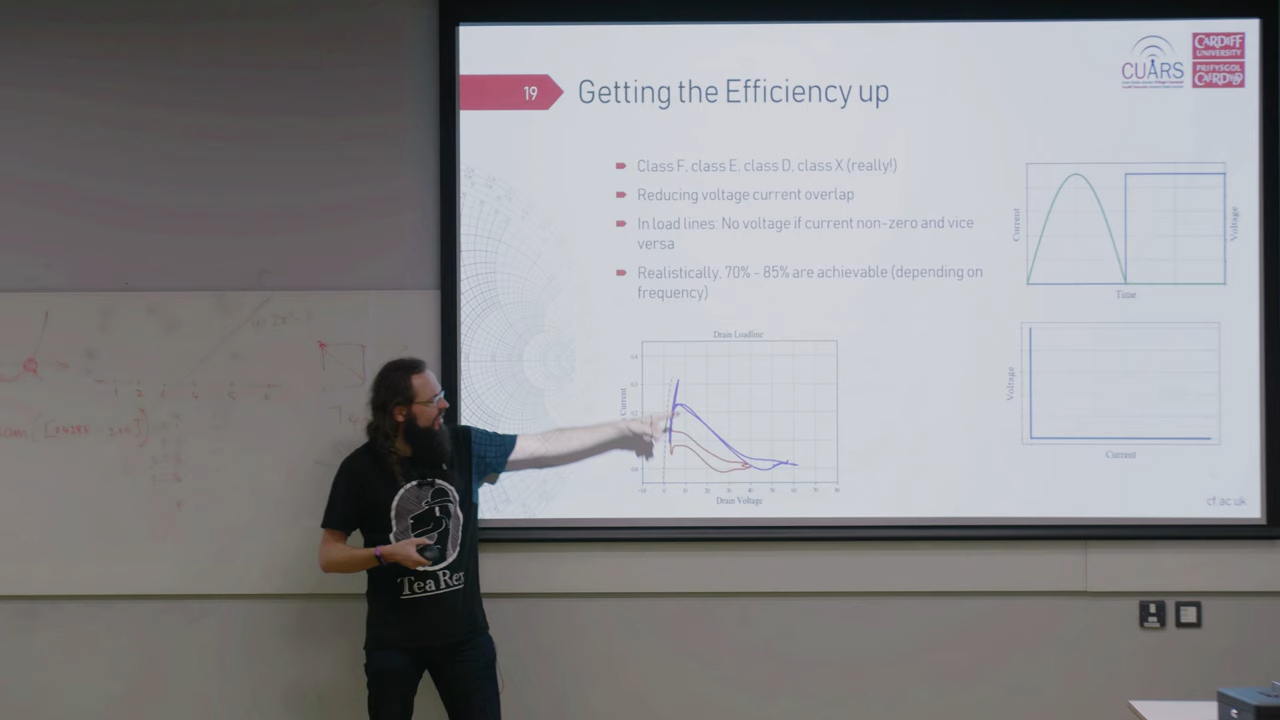 19
Getting the Efficiency up
CUARS
CARDIFF
UNIVERSITY
PRIFYSGOL
CAERDYDD
Class F, class E, class D, class X (really!)
Reducing voltage current overlap
In load lines: No voltage if current non-zero and vice
versa
Realistically, 70% - 85% are achievable (depending on
frequency)
Current
Voltage
Time
Drain Loadline
Current
Drain Voltage
Voltage
Current
cf.ac.uk
Tea Rex